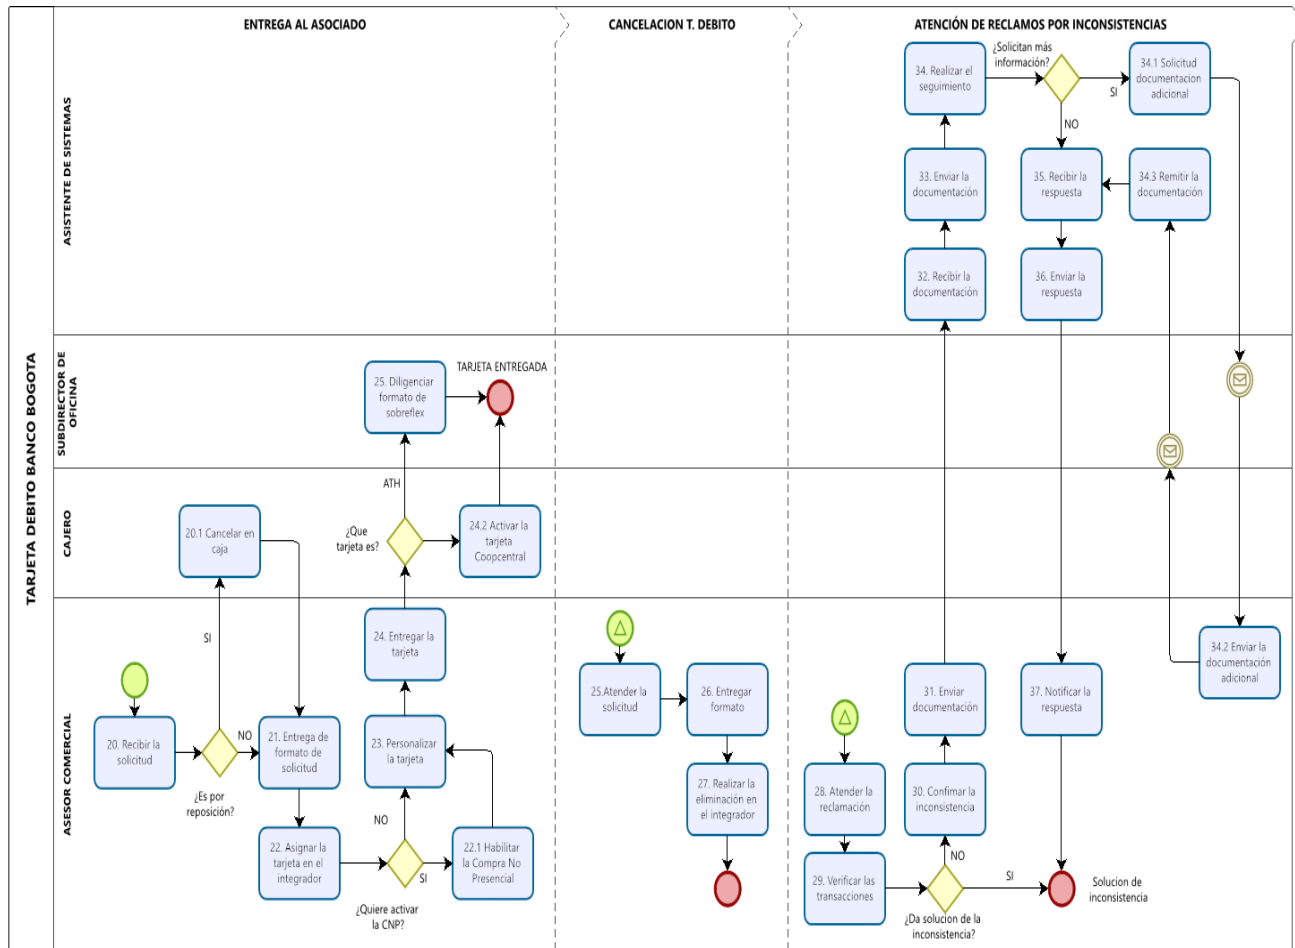 TARJETA DEBITO BANCO BOGOTA
ENTREGA AL ASOCIADO
CANCELACION T. DEBITO
ATENCIÓN DE RECLAMOS POR INCONSISTENCIAS
ASISTENTE DE SISTEMAS
34. Realizar el
seguimiento
¿Solicitan más
información?
SI
NO
34.1 Solicitud
documentacion
adicional
33. Enviar la
documentación
35. Recibir la
respuesta
34.3 Remitir la
documentación
32. Recibir la
documentación
36. Enviar la
respuesta
SUBDIRECTOR DE
OFICINA
25. Diligenciar
formato de
sobreflex
TARJETA ENTREGADA
CAJERO
ATH
20.1 Cancelar en
caja
¿Que
tarjeta es?
24.2 Activar la
tarjeta
Coopcentral
ASESOR COMERCIAL
SI
24. Entregar la
tarjeta
20. Recibir la
solicitud
NO
¿Es por
reposición?
21. Entrega de
formato de
solicitud
23. Personalizar
la tarjeta
NO
22. Asignar la
tarjeta en el
integrador
SI
¿Quiere activar
la CNP?
22.1 Habilitar
la Compra No
Presencial
25.Atender la
solicitud
26. Entregar
formato
27. Realizar la
eliminación en
el integrador
34.2 Enviar la
documentación
adicional
31. Enviar
documentación
37. Notificar la
respuesta
28. Atender la
reclamación
30. Confimar la
inconsistencia
29. Verificar las
transacciones
NO
SI
¿Da solucion de la
inconsistencia?
Solucion de
inconsistencia